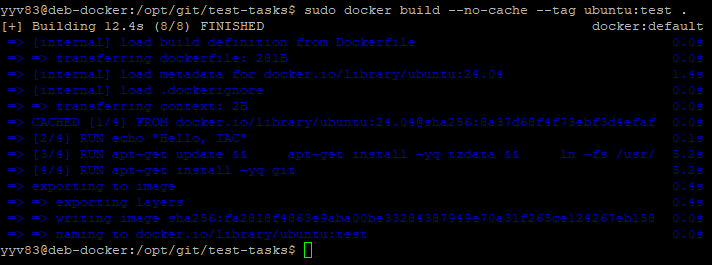 yyv83@deb-docker:/opt/git/test-tasks$ sudo docker build --no-cache --tag ubuntu:test .
[+] Building 12.4s (8/8) FINISHED docker:default
=> [internal] load build definition from Dockerfile 0.0s
=> => transferring dockerfile: 281B 0.0s
=> [internal] load metadata for docker.io/library/ubuntu:24.04 1.4s
=> [internal] load .dockerignore 0.0s
=> => transferring context: 2B 0.0s
=> CACHED [1/4] FROM docker.io/library/ubuntu:24.04@sha256:8a37d68f4f73ebf3d4efaf 0.0s
=> [2/4] RUN echo "Hello, IAC" 0.1s
=> [3/4] RUN apt-get update && apt-get install -yq tzdata && ln -fs /usr/ 5.2s
=> [4/4] RUN apt-get install -yq git 5.2s
=> exporting to image 0.4s
=> => exporting layers 0.4s
=> => writing image 0.0s
=> => naming to docker.io/library/ubuntu:test 0.0s
yyv83@deb-docker:/opt/git/test-tasks$